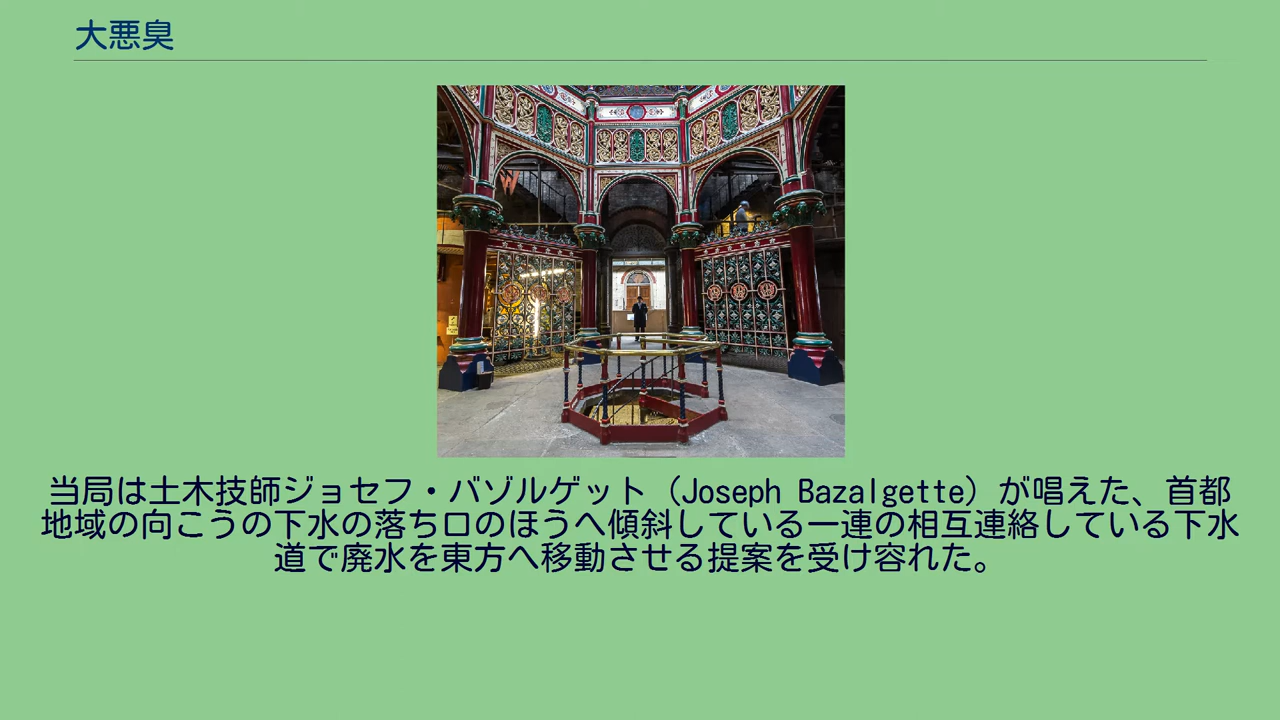 大悪臭
当局は土木技師ジョセフ・バゾルゲット（Joseph Bazalgette）が唱えた、首都
地域の向こうの下水の落ち口のほうへ傾斜している一連の相互連絡している下水
道で廃水を東方へ移動させる提案を受け容れた。